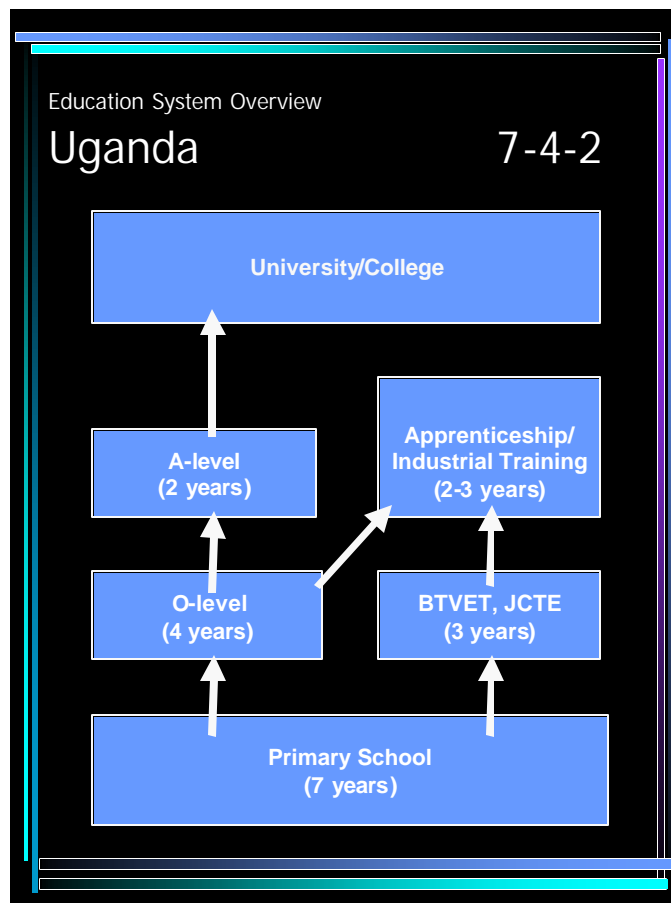 Education System Overview
Uganda 7-4-2
University/College
Apprenticeship/
Industrial Training
(2-3 years)
A-level
(2 years)
O-level
(4 years)
BTVET, JCTE
(3 years)
Primary School
(7 years)